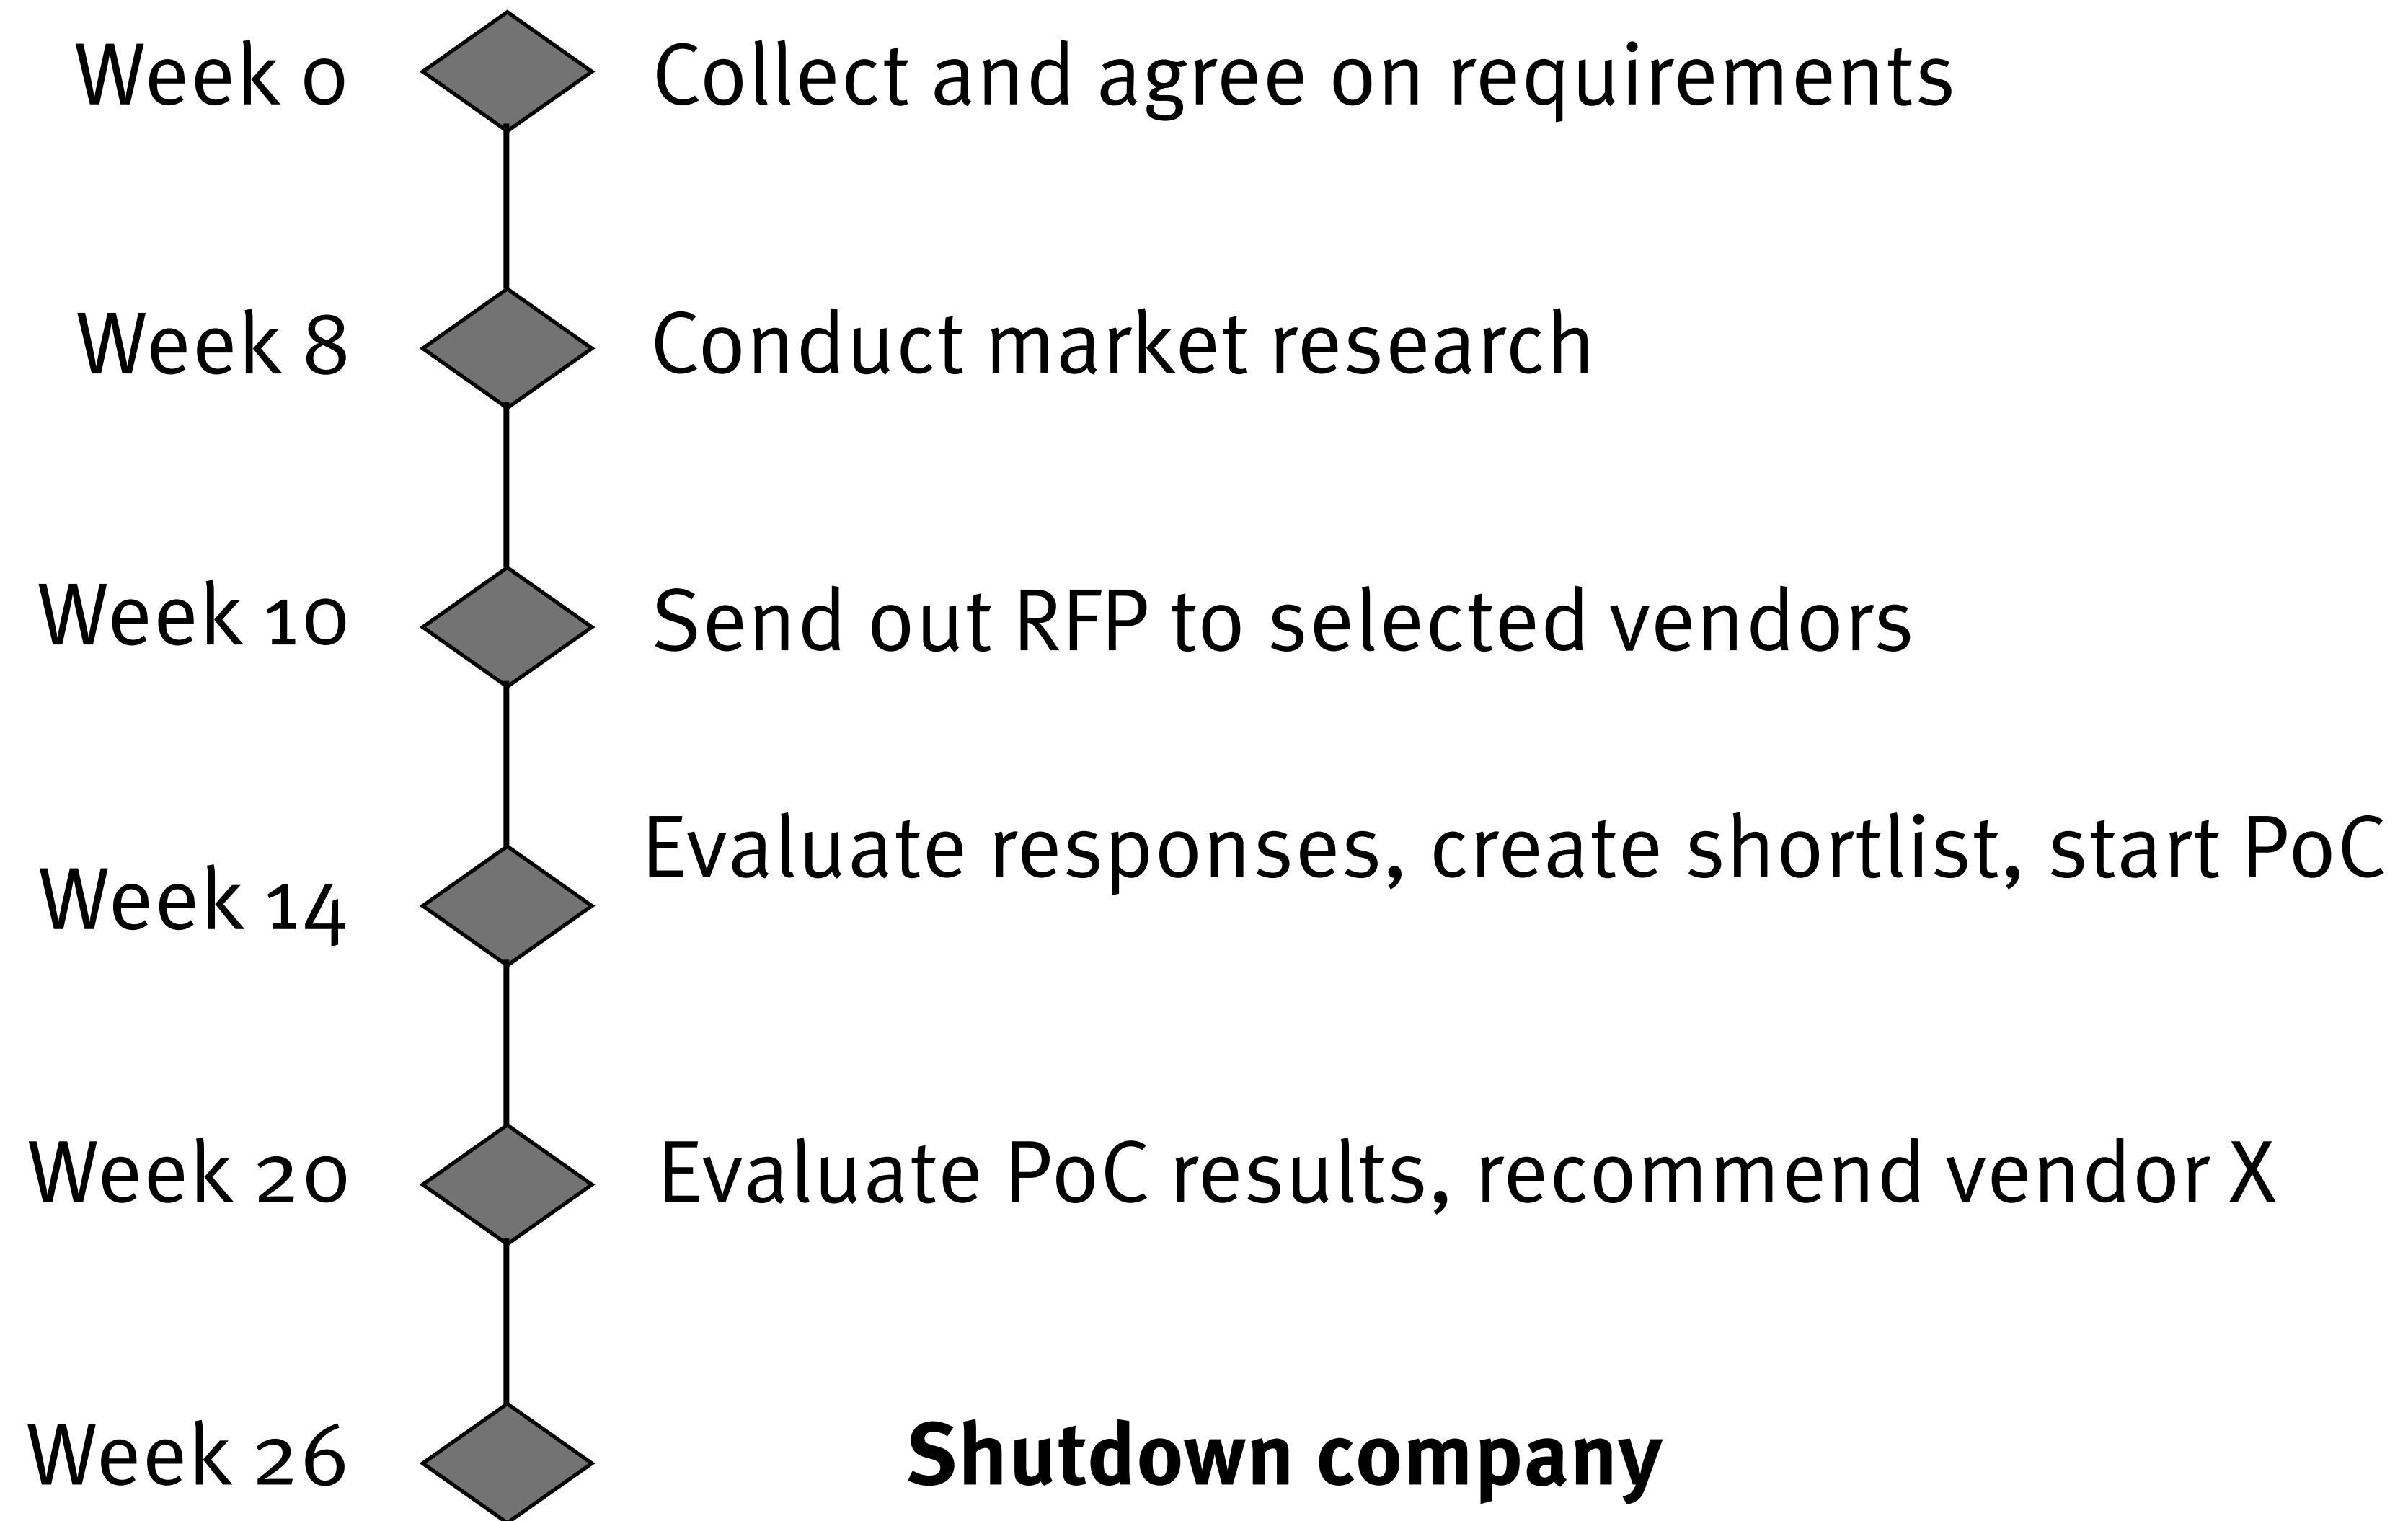 Week 0 Collect and agree on requirements
Week 8 Conduct market research
Week 10 Send out RFP to selected vendors
Week 14 Evaluate responses, create shortlist, start PoC
Week 20 Evaluate PoC results, recommend vendor X
Week 26 Shutdown company